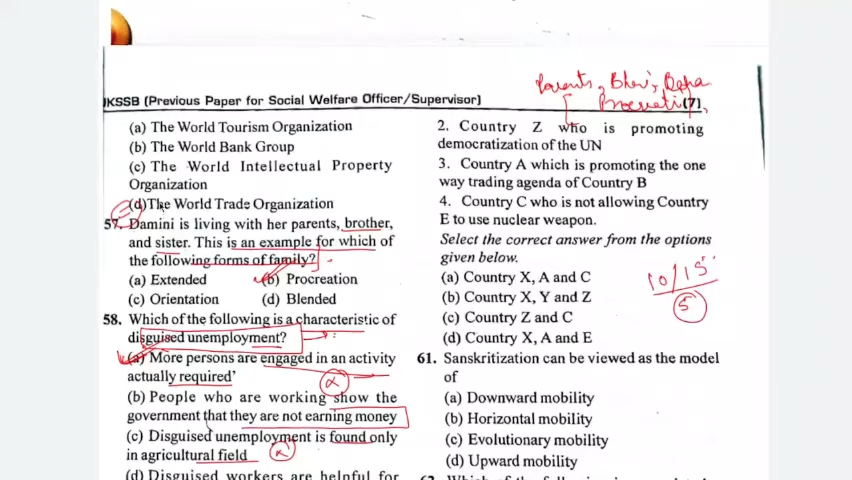 JKSSB (Previous Paper for Social Welfare Officer/Supervisor)
(7)
Parents,
(a) The World Tourism Organization
(b) The World Bank Group
(c) The World Intellectual Property
Organization
(d) The World Trade Organization
57. Damini is living with her parents, brother,
and sister. This is an example for which of
the following forms of family?
(a) Extended (b) Procreation
(c) Orientation (d) Blended
58. Which of the following is a characteristic of
disguised unemployment?
(a) More persons are engaged in an activity
actually required'
(b) People who are working show the
government that they are not earning money
(c) Disguised unemployment is found only
in agricultural field
(d) Disguised workers are helpful for
2. Country Z who is promoting
democratization of the UN
3. Country A which is promoting the one
way trading agenda of Country B
4. Country C who is not allowing Country
E to use nuclear weapon.
Select the correct answer from the options
given below.
(a) Country X, A and C
(b) Country X, Y and Z
(c) Country Z and C
(d) Country X, A and E
10/15
5
61. Sanskritization can be viewed as the model
of
(a) Downward mobility
(b) Horizontal mobility
(c) Evolutionary mobility
(d) Upward mobility